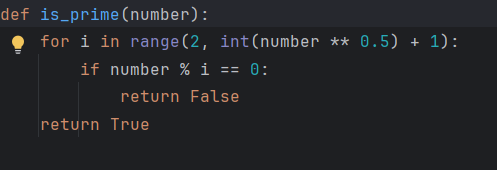 def is_prime(number):
    for i in range(2, int(number ** 0.5) + 1):
        if number % i == 0:
            return False
    return True